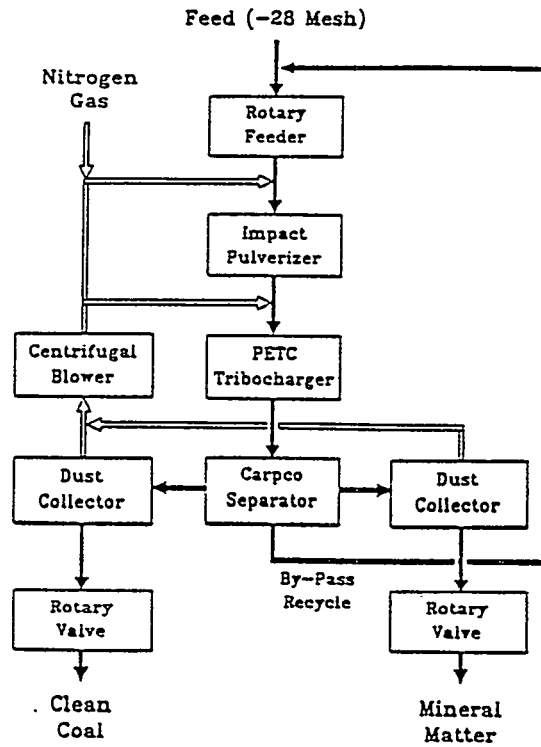 Feed (-28 Mesh)
Nitrogen
Gas
Rotary
Feeder
Impact
Pulverizer
Centrifugal
Blower
PETC
Tribocharger
Dust
Collector
Carpco
Separator
Dust
Collector
By-Pass
Recycle
Rotary
Valve
Rotary
Valve
Clean
Coal
Mineral
Matter